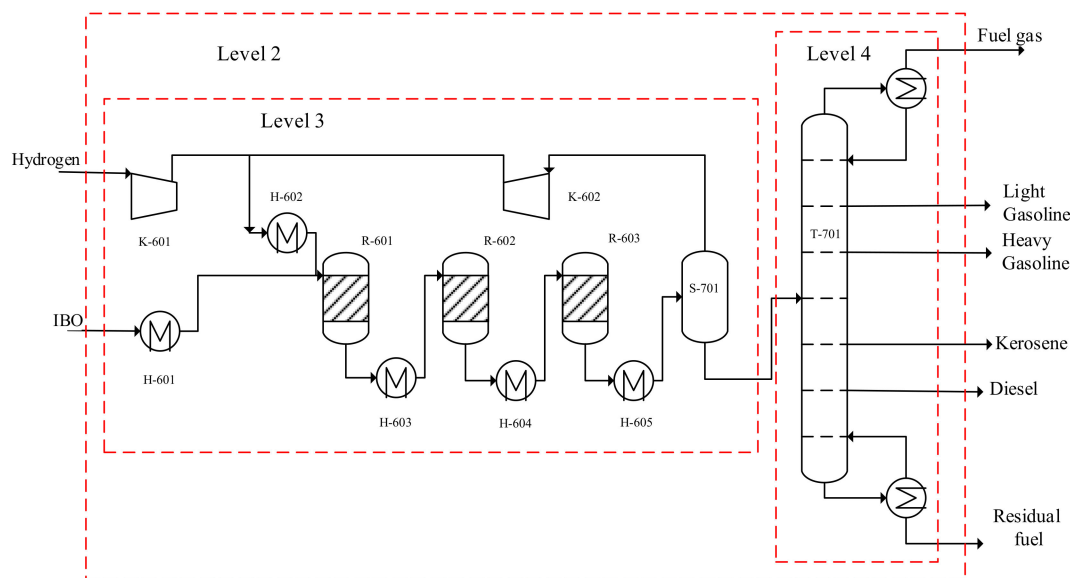 Fuel gas
Level 2
Level 4
Level 3
Hydrogen
H-602
K-602
K-601
Light
Gasoline
R-601
R-602
R-603
T-701
Heavy
Gasoline
S-701
IBO
H-601
Kerosene
Diesel
H-603
H-604
H-605
Residual
fuel